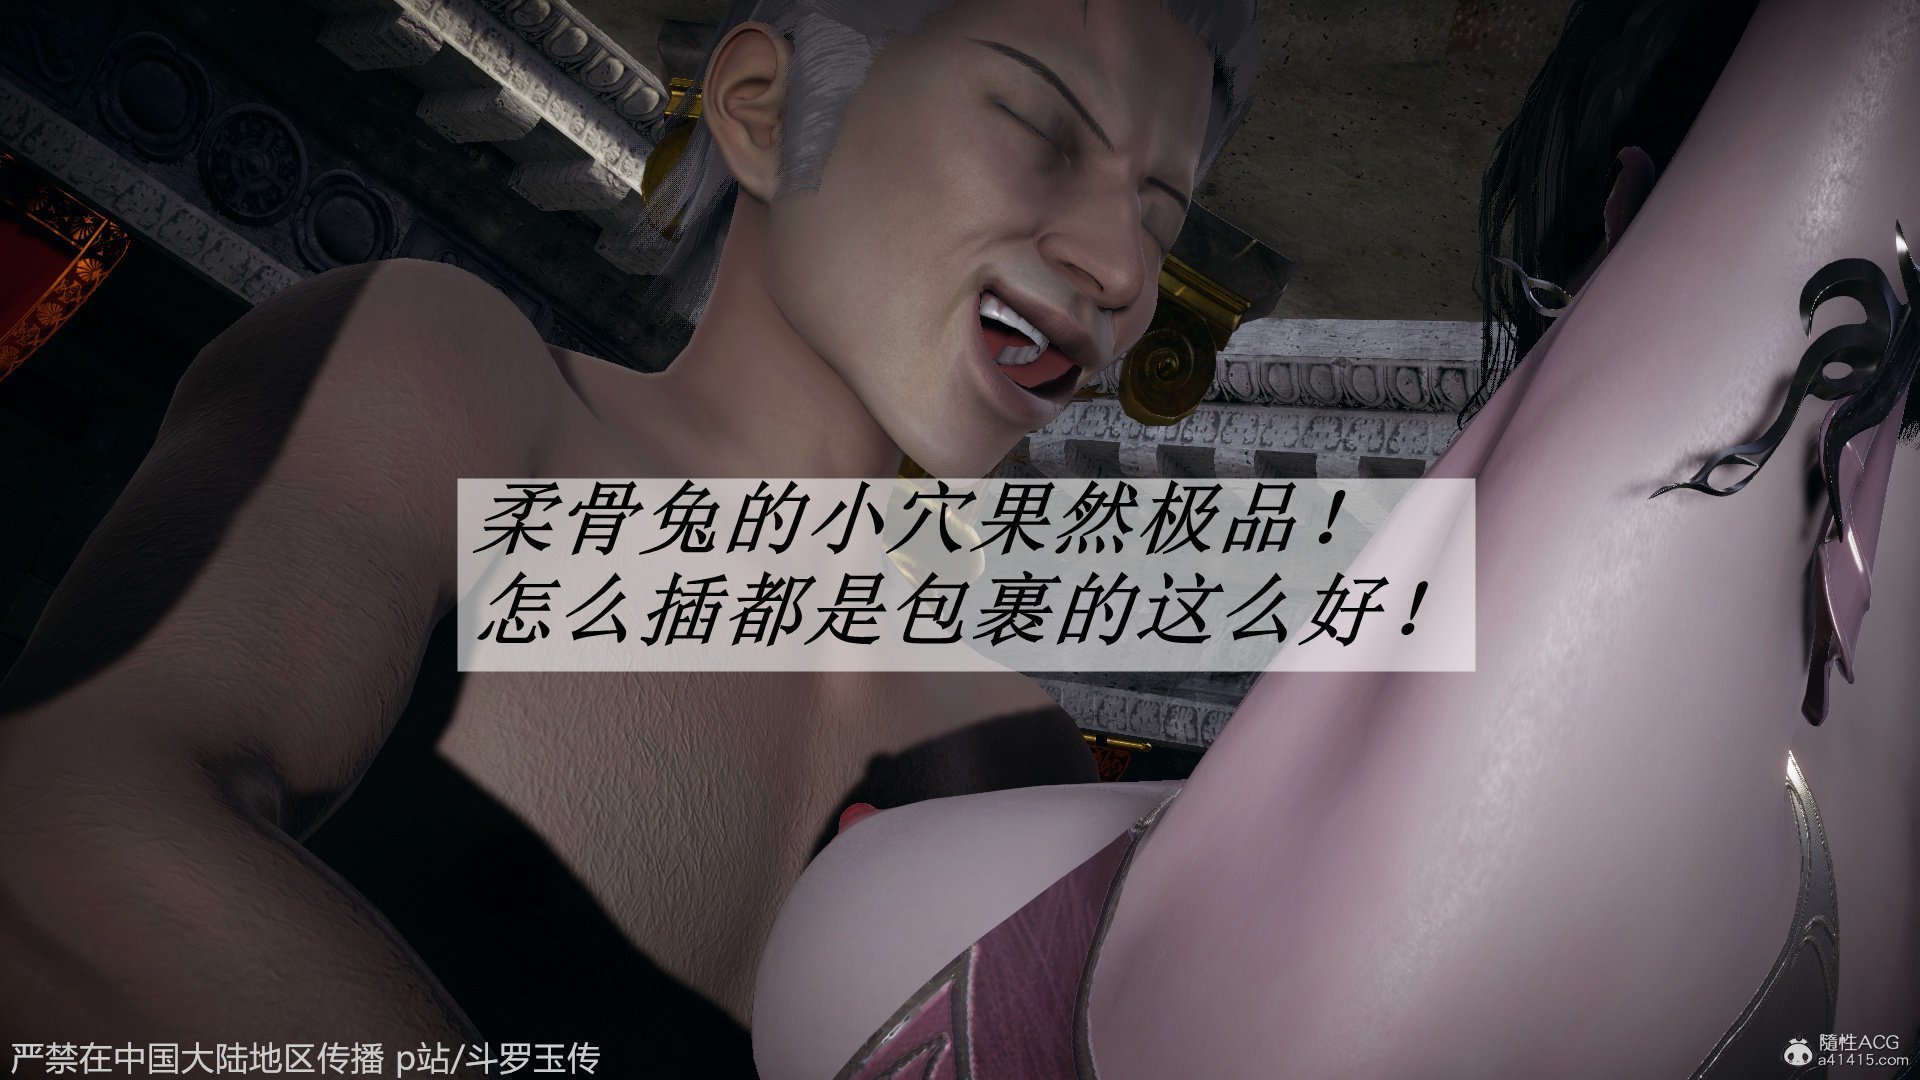 柔骨兔的小穴果然极品！
怎么插都是包裹的这么好！
严禁在中国大陆地区传播 p站/斗罗玉传
隨性ACG
a41415.com